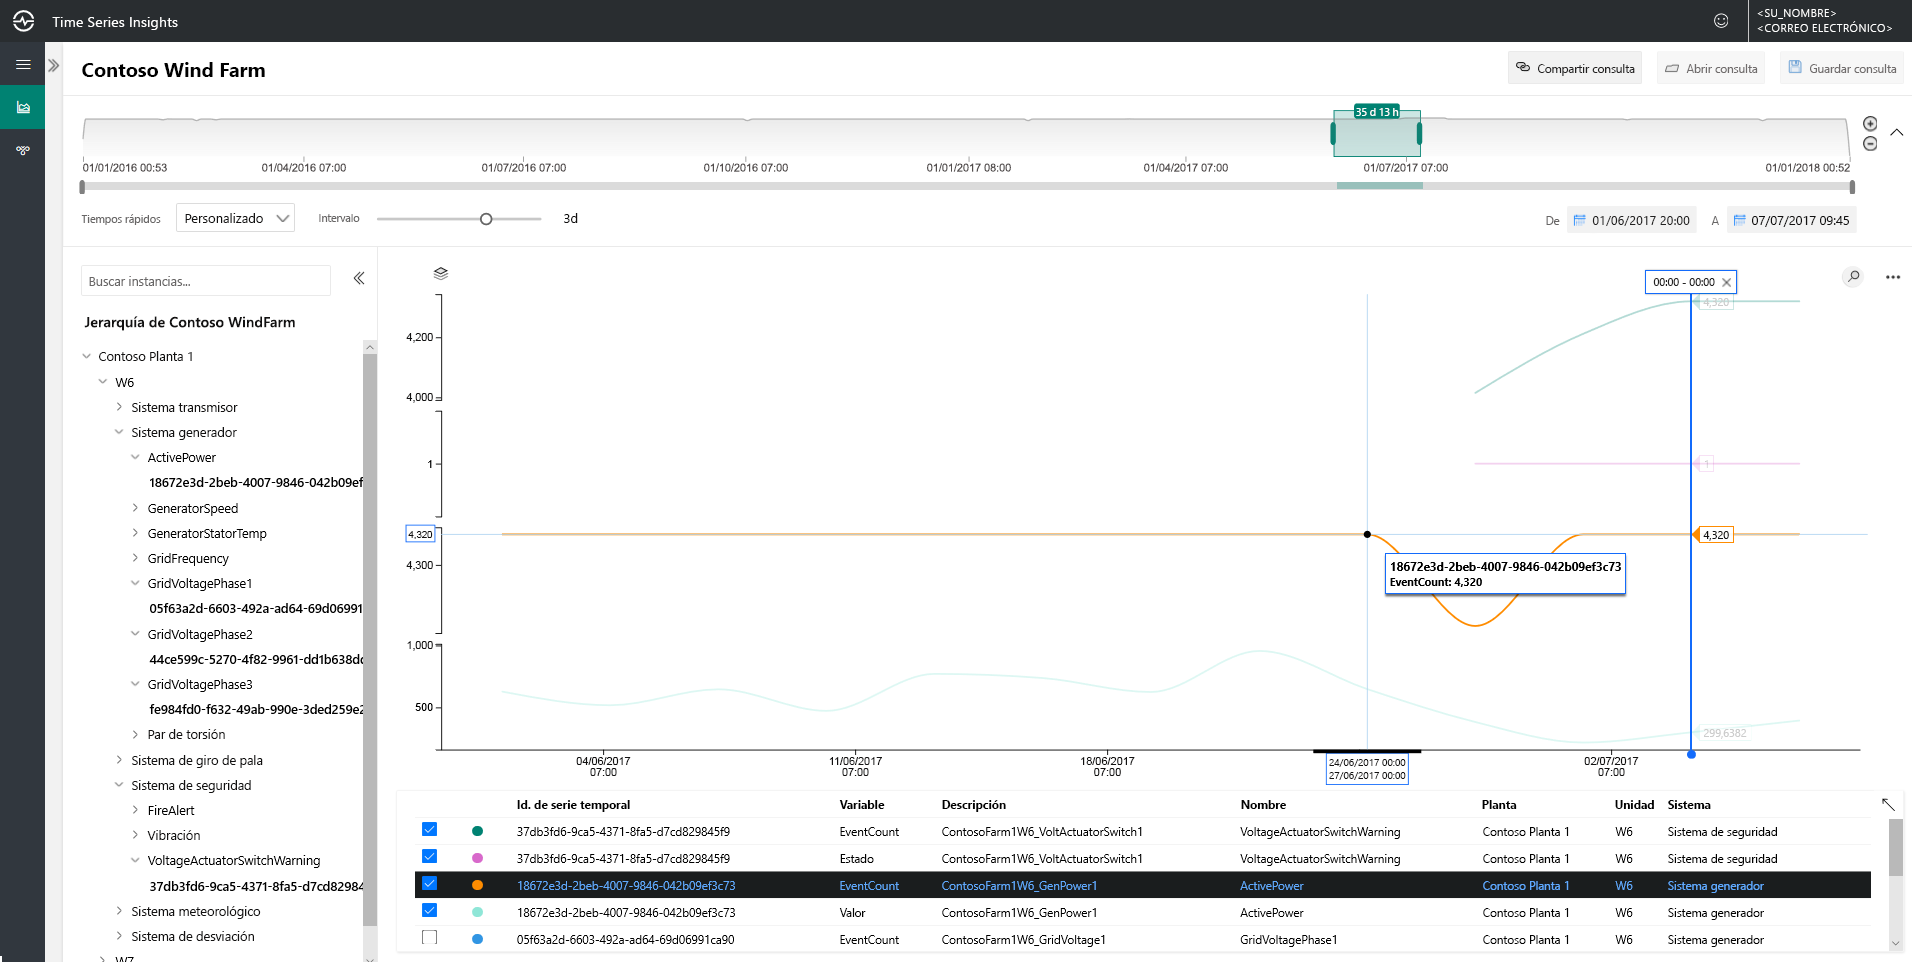 Time Series Insights
<SU_NOMBRE>
<CORREO ELECTRÓNICO>
Contoso Wind Farm
Compartir consulta
Abrir consulta
Guardar consulta
35 d 13 h
01/01/2016 00:53
01/04/2016 07:00
01/07/2016 07:00
01/10/2016 07:00
01/01/2017 08:00
01/04/2017 07:00
01/07/2017 07:00
01/01/2018 00:52
Tiempos rápidos
Personalizado
Intervalo
3d
De
01/06/2017 20:00
A
07/07/2017 09:45
Buscar instancias...
Jerarquía de Contoso WindFarm
Contoso Planta 1
W6
Sistema transmisor
Sistema generador
ActivePower
18672e3d-2beb-4007-9846-042b09ef
GeneratorSpeed
GeneratorStatorTemp
GridFrequency
GridVoltagePhase1
05f63a2d-6603-492a-ad64-69d06991
GridVoltagePhase2
44ce599c-5270-4f82-9961-dd1b638dc
GridVoltagePhase3
fe984fd0-f632-49ab-990e-3ded259e2
Par de torsión
Sistema de giro de pala
Sistema de seguridad
FireAlert
Vibración
VoltageActuatorSwitchWarning
37db3fd6-9ca5-4371-8fa5-d7cd82984
Sistema meteorológico
Sistema de desviación
W7
00:00 - 00:00
4,320
4,200
4,000
1
1
4,320
4,320
4,300
18672e3d-2beb-4007-9846-042b09ef3c73
EventCount: 4,320
1,000
500
299,6382
04/06/2017
07:00
11/06/2017
07:00
18/06/2017
07:00
24/06/2017 00:00
27/06/2017 00:00
02/07/2017
07:00
Id. de serie temporal Variable Descripción Nombre Planta Unidad Sistema
37db3fd6-9ca5-4371-8fa5-d7cd829845f9 EventCount ContosoFarm1W6_VoltActuatorSwitch1 VoltageActuatorSwitchWarning Contoso Planta 1 W6 Sistema de seguridad
37db3fd6-9ca5-4371-8fa5-d7cd829845f9 Estado ContosoFarm1W6_VoltActuatorSwitch1 VoltageActuatorSwitchWarning Contoso Planta 1 W6 Sistema de seguridad
18672e3d-2beb-4007-9846-042b09ef3c73 EventCount ContosoFarm1W6_GenPower1 ActivePower Contoso Planta 1 W6 Sistema generador
18672e3d-2beb-4007-9846-042b09ef3c73 Valor ContosoFarm1W6_GenPower1 ActivePower Contoso Planta 1 W6 Sistema generador
05f63a2d-6603-492a-ad64-69d06991ca90 EventCount ContosoFarm1W6_GridVoltage1 GridVoltagePhase1 Contoso Planta 1 W6 Sistema generador